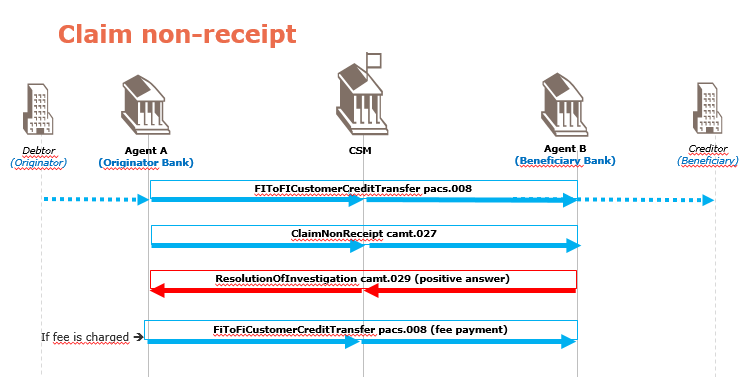 Claim non-receipt
Debtor
(Originator)
Agent A
(Originator Bank)
CSM
Agent B
(Beneficiary Bank)
Creditor
(Beneficiary)
FIToFICustomerCreditTransfer pacs.008
ClaimNonReceipt camt.027
ResolutionOfInvestigation camt.029 (positive answer)
If fee is charged →
FiToFiCustomerCreditTransfer pacs.008 (fee payment)